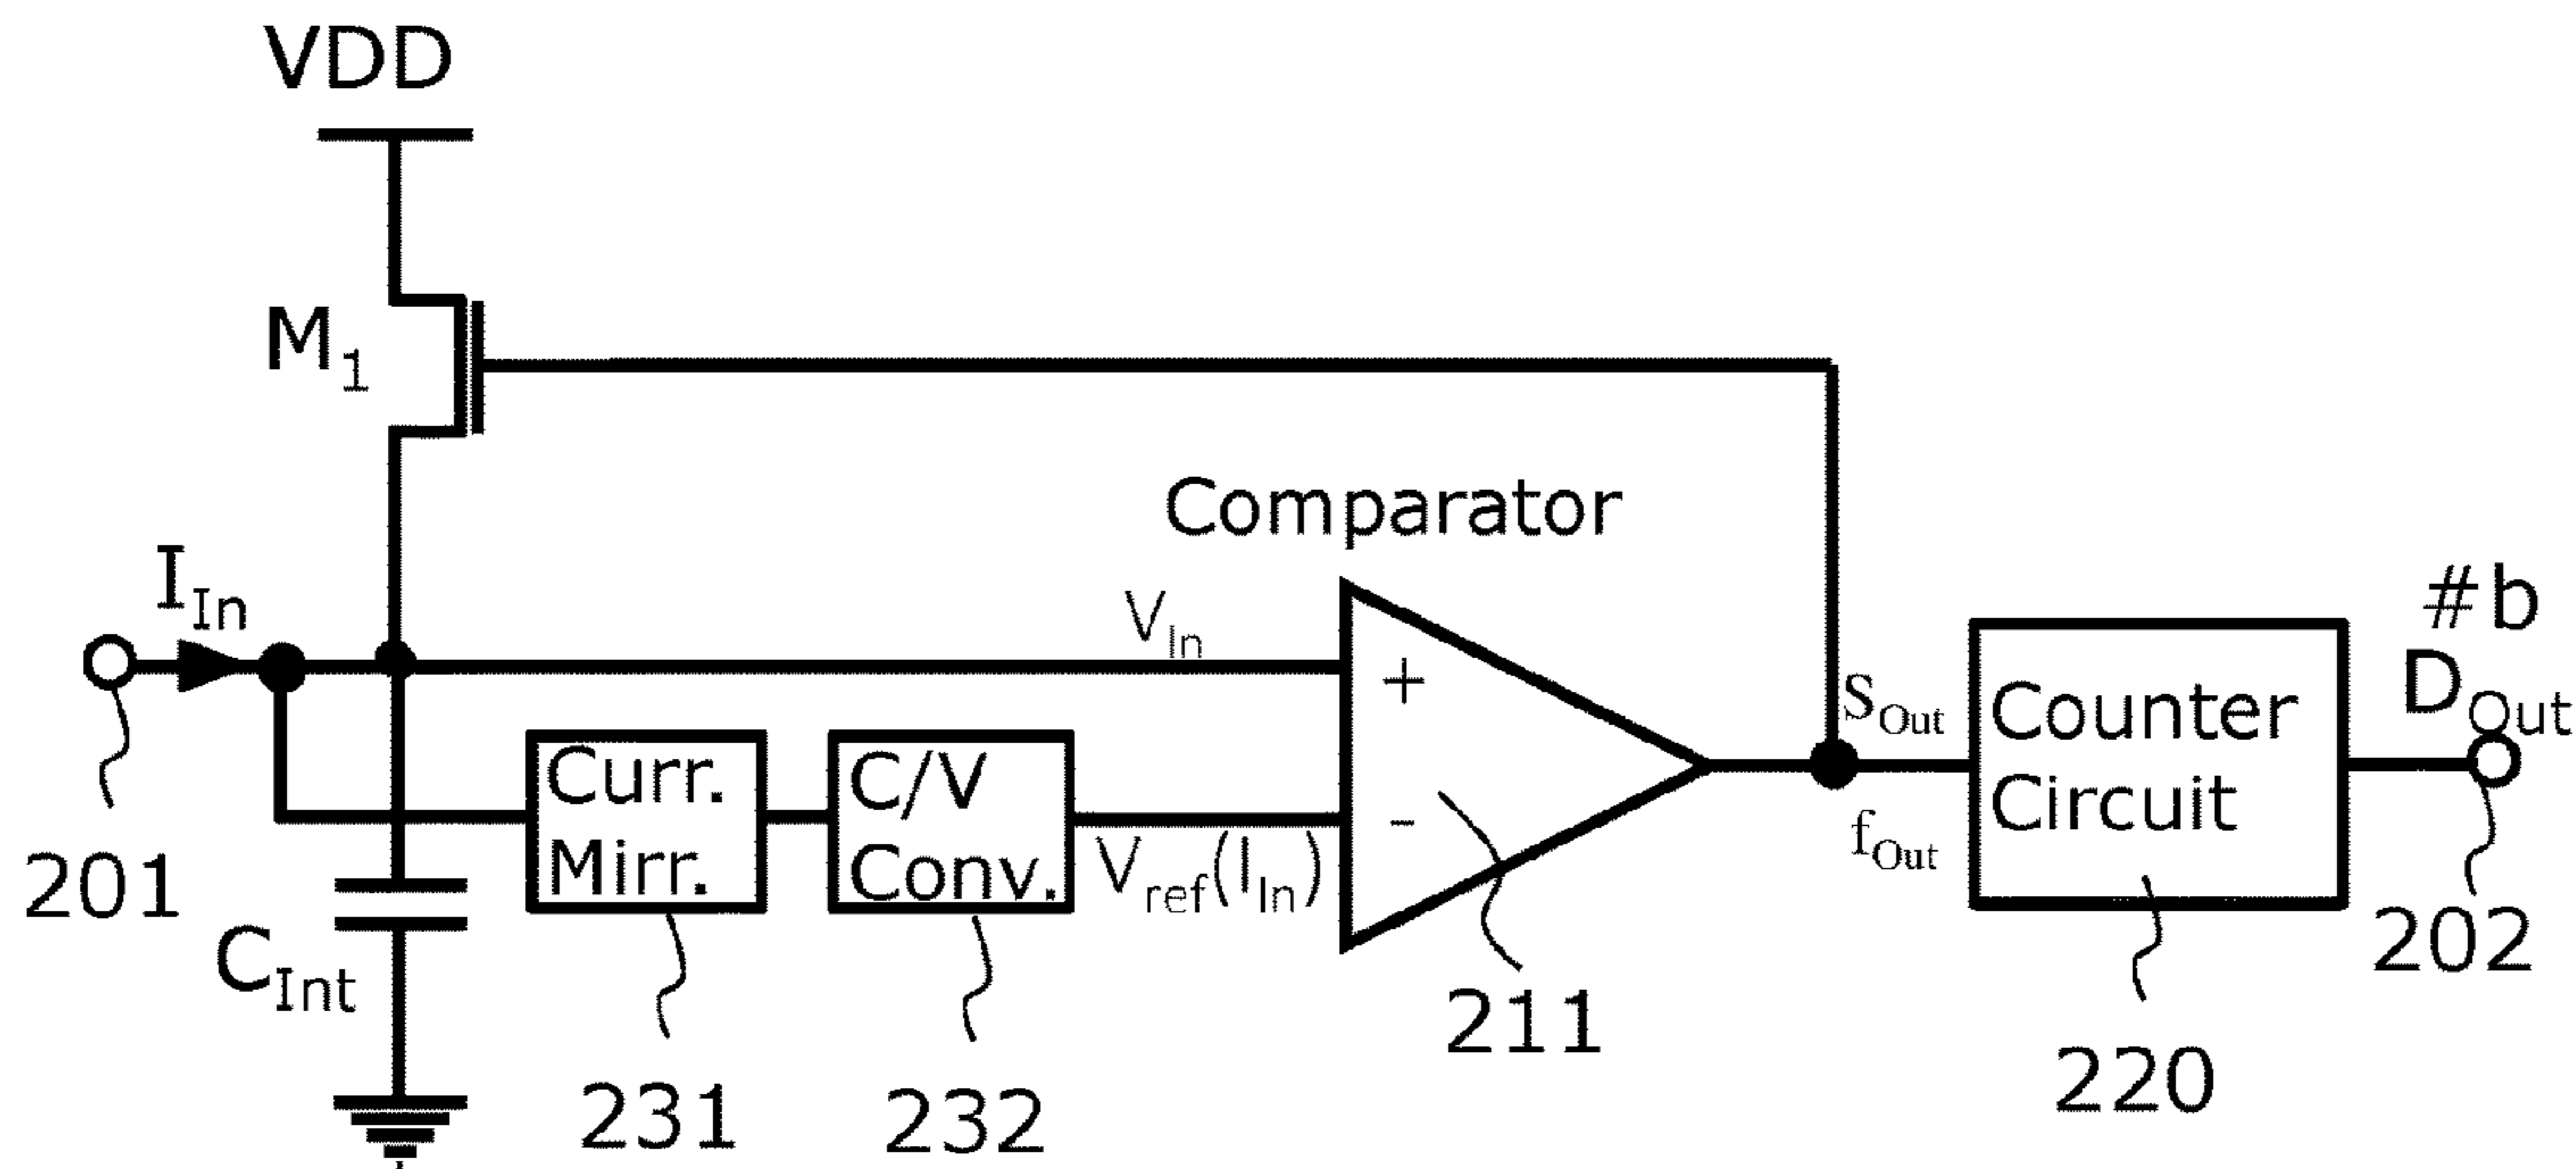 VDD
M1
Comparator
IIn
VIn
#b
DOut
+
SOut
Counter
Circuit
Curr.
Mirr.
C/V
Conv.
-
Vref(IIn)
fOut
201
CInt
202
211
231
232
220